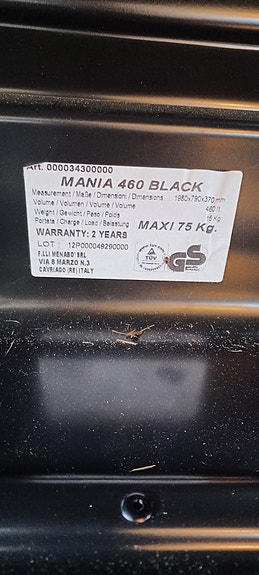 Art. 000034300000
MANIA 460 BLACK
Measurement / Maße / Dimensioni / Dimensions : 1980x790x370 mm
Volume / Volumen / Volume / Volume 460 lt.
Weight / Gewicht / Peso / Poids 15 Kg.
Portata / Charge / Load / Belastung MAXI 75 Kg.
WARRANTY: 2 YEARS
LOT : 12P000049290000
F.LLI MENABO' SRL
VIA 8 MARZO N.3
CAVRIAGO (RE) ITALY
TÜV
GS